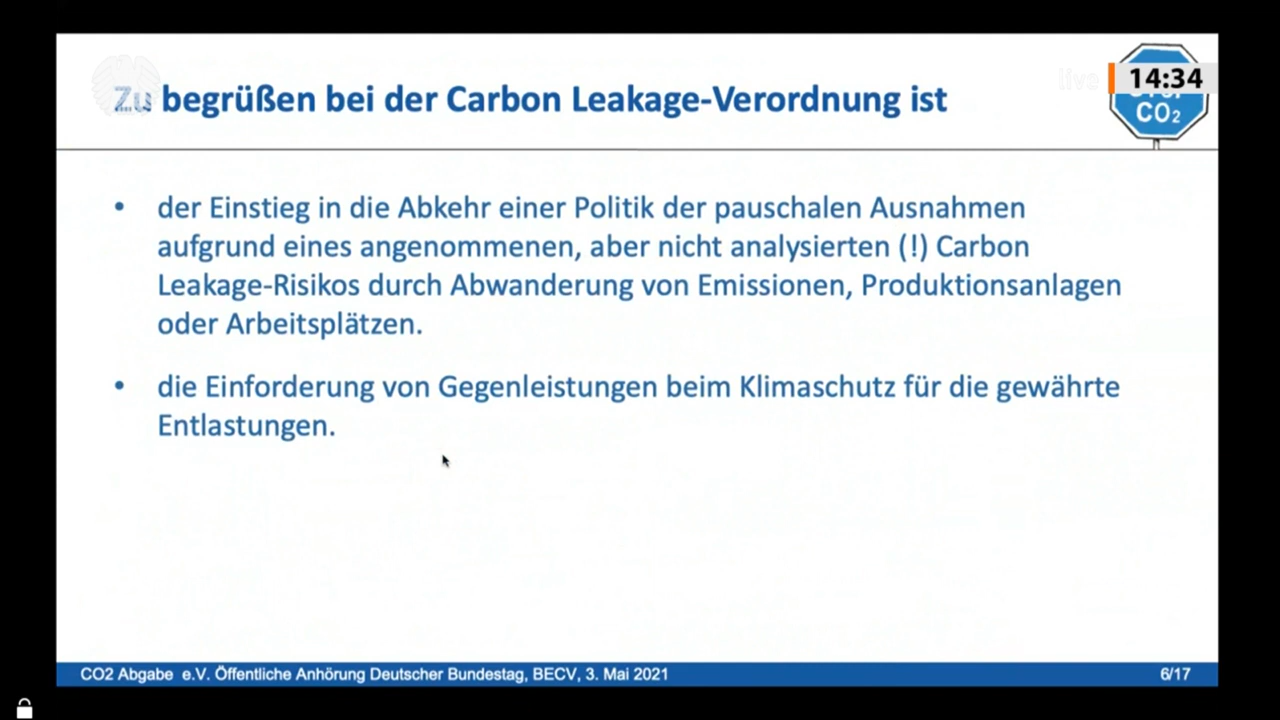 live
14:34
CO₂
Zu begrüßen bei der Carbon Leakage-Verordnung ist
• der Einstieg in die Abkehr einer Politik der pauschalen Ausnahmen
aufgrund eines angenommenen, aber nicht analysierten (!) Carbon
Leakage-Risikos durch Abwanderung von Emissionen, Produktionsanlagen
oder Arbeitsplätzen.
• die Einforderung von Gegenleistungen beim Klimaschutz für die gewährte
Entlastungen.
CO2 Abgabe e.V. Öffentliche Anhörung Deutscher Bundestag, BECV, 3. Mai 2021
6/17